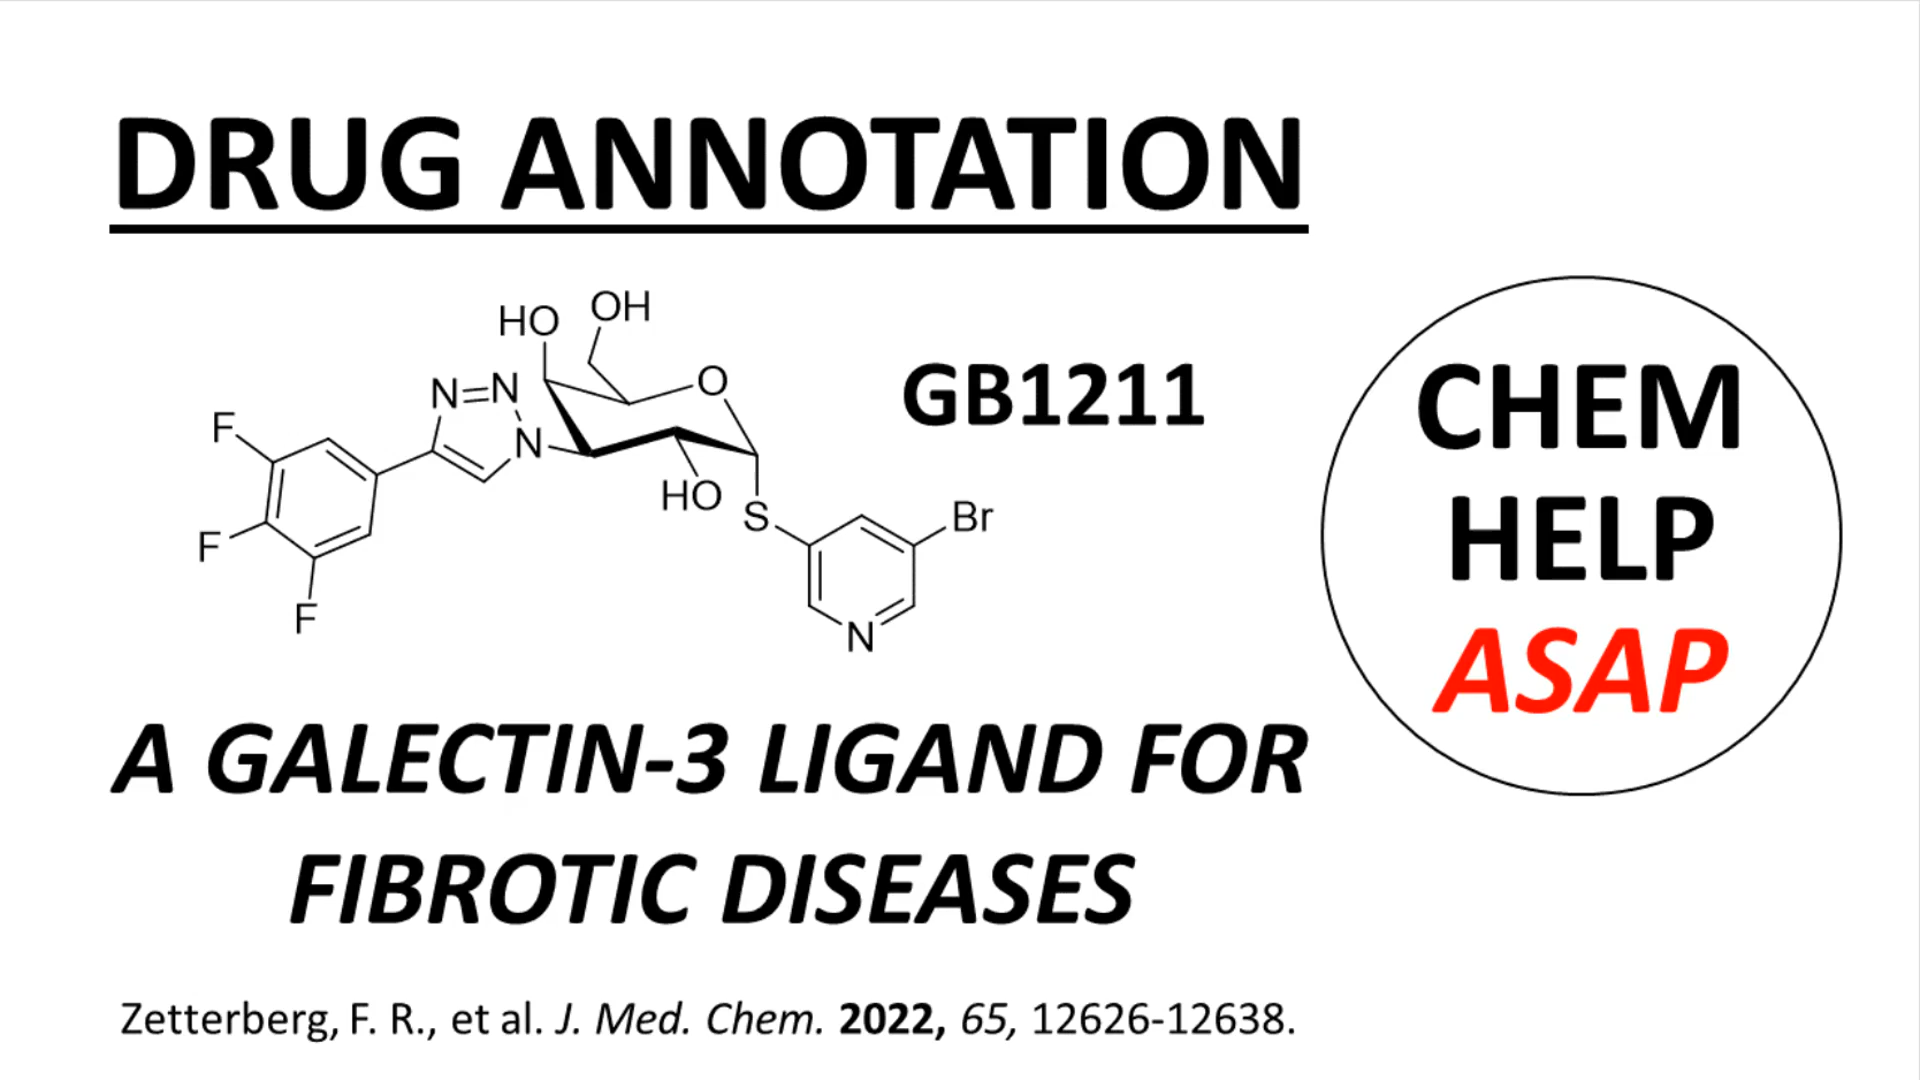 DRUG ANNOTATION
HO
OH
N=N
O
F
N
HO
S
Br
F
F
N
GB1211
CHEM
HELP
ASAP
A GALECTIN-3 LIGAND FOR
FIBROTIC DISEASES
Zetterberg, F. R., et al. J. Med. Chem. 2022, 65, 12626-12638.